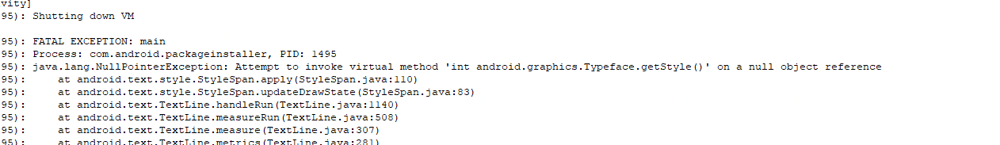 vity]
95): Shutting down VM
95): FATAL EXCEPTION: main
95): Process: com.android.packageinstaller, PID: 1495
95): java.lang.NullPointerException: Attempt to invoke virtual method 'int android.graphics.Typeface.getStyle()' on a null object reference
95):     at android.text.style.StyleSpan.apply(StyleSpan.java:110)
95):     at android.text.style.StyleSpan.updateDrawState(StyleSpan.java:83)
95):     at android.text.TextLine.handleRun(TextLine.java:1140)
95):     at android.text.TextLine.measureRun(TextLine.java:508)
95):     at android.text.TextLine.measure(TextLine.java:307)
95):     at android.text.TextLine.metrics(TextLine.java:281)